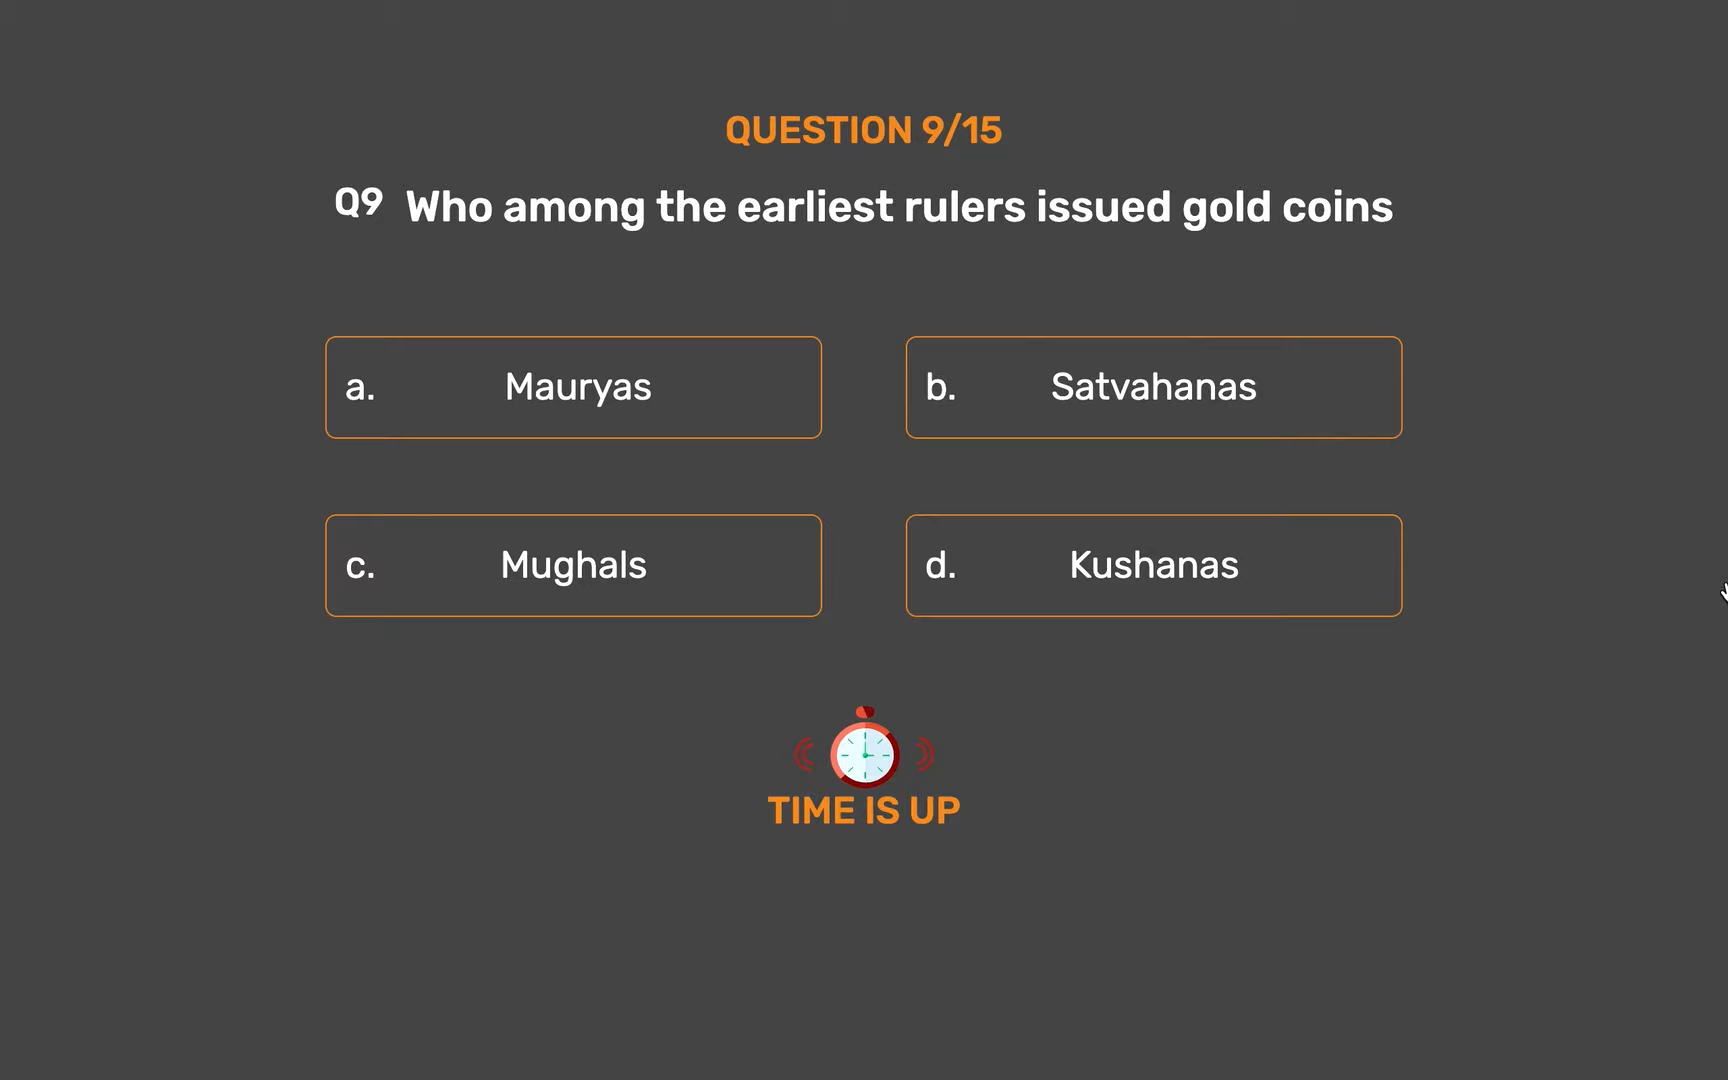 QUESTION 9/15
Q9 Who among the earliest rulers issued gold coins
a. Mauryas
b. Satvahanas
c. Mughals
d. Kushanas
TIME IS UP